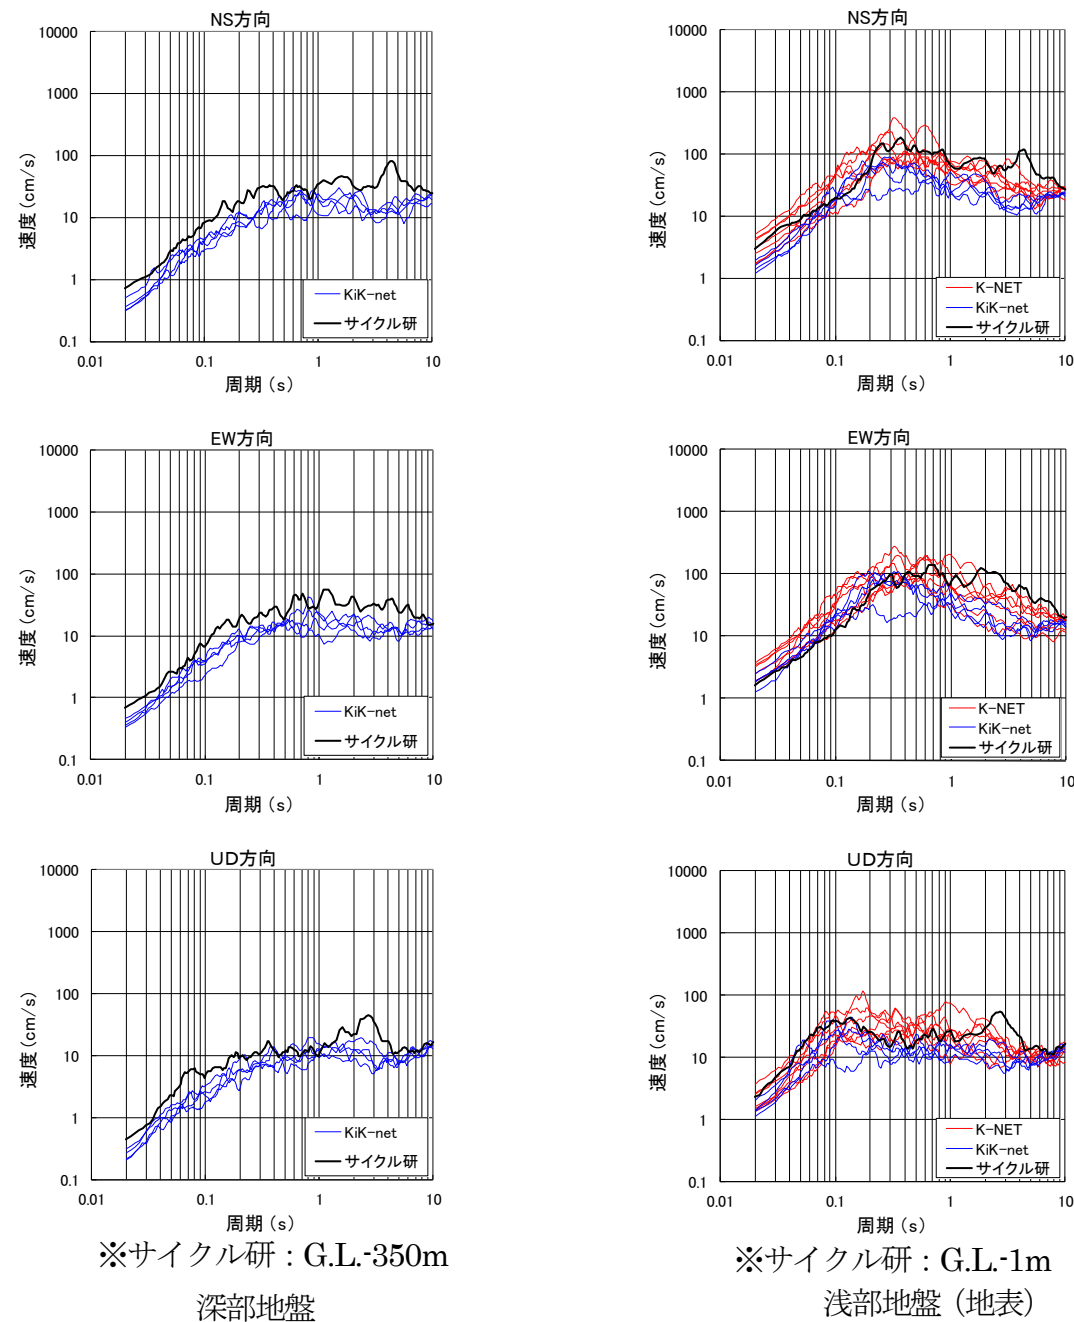 NS方向
10000
1000
100
10
1
0.1
速度(cm/s)
KiK-net
サイクル研
0.01
0.1
1
10
周期(s)
NS方向
10000
1000
100
10
1
0.1
速度(cm/s)
K-NET
KiK-net
サイクル研
0.01
0.1
1
10
周期(s)
EW方向
10000
1000
100
10
1
0.1
速度(cm/s)
KiK-net
サイクル研
0.01
0.1
1
10
周期(s)
EW方向
10000
1000
100
10
1
0.1
速度(cm/s)
K-NET
KiK-net
サイクル研
0.01
0.1
1
10
周期(s)
UD方向
10000
1000
100
10
1
0.1
速度(cm/s)
KiK-net
サイクル研
0.01
0.1
1
10
周期(s)
※サイクル研:G.L.-350m
深部地盤
UD方向
10000
1000
100
10
1
0.1
速度(cm/s)
K-NET
KiK-net
サイクル研
0.01
0.1
1
10
周期(s)
※サイクル研:G.L.-1m
浅部地盤(地表)